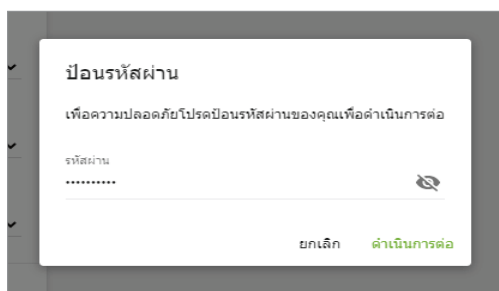 ป้อนรหัสผ่าน
เพื่อความปลอดภัยโปรดป้อนรหัสผ่านของคุณเพื่อดำเนินการต่อ
รหัสผ่าน
••••••••••
ยกเลิก ดำเนินการต่อ